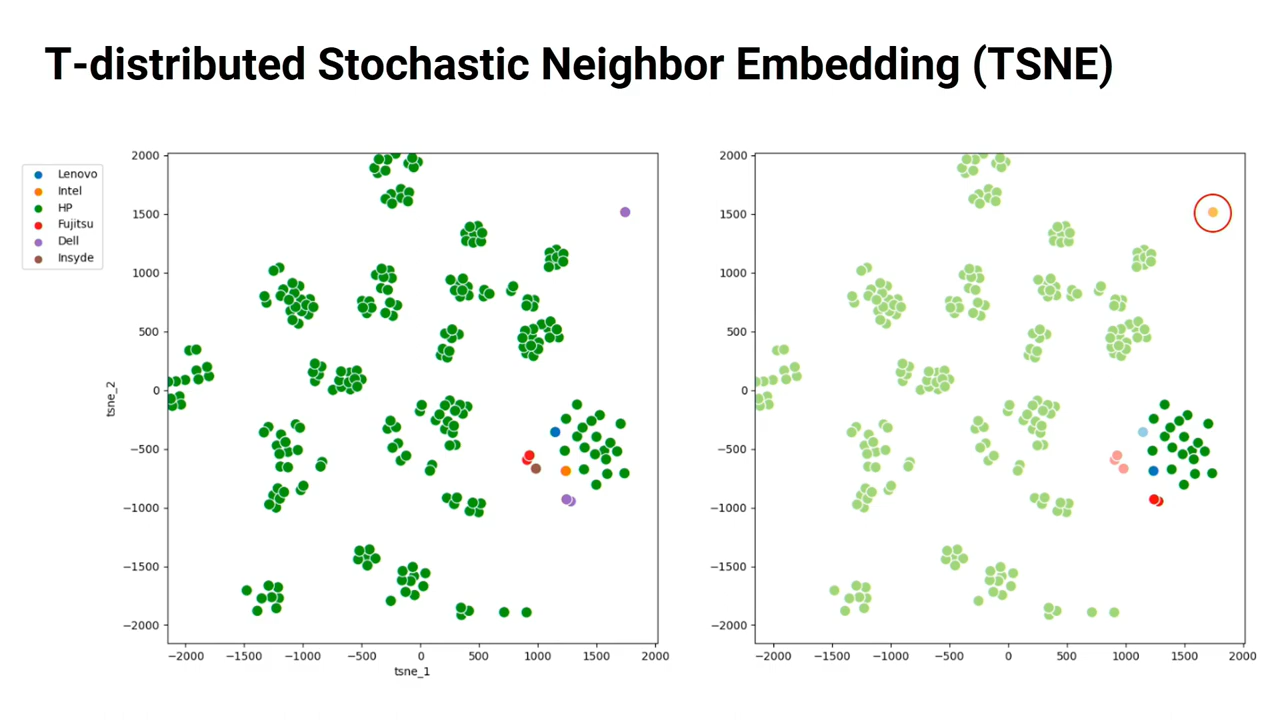 T-distributed Stochastic Neighbor Embedding (TSNE)
Lenovo
Intel
HP
Fujitsu
Dell
Insyde
2000
1500
1000
500
0
−500
−1000
−1500
−2000
tsne_2
−2000 −1500 −1000 −500 0 500 1000 1500 2000
tsne_1
2000
1500
1000
500
0
−500
−1000
−1500
−2000
−2000 −1500 −1000 −500 0 500 1000 1500 2000